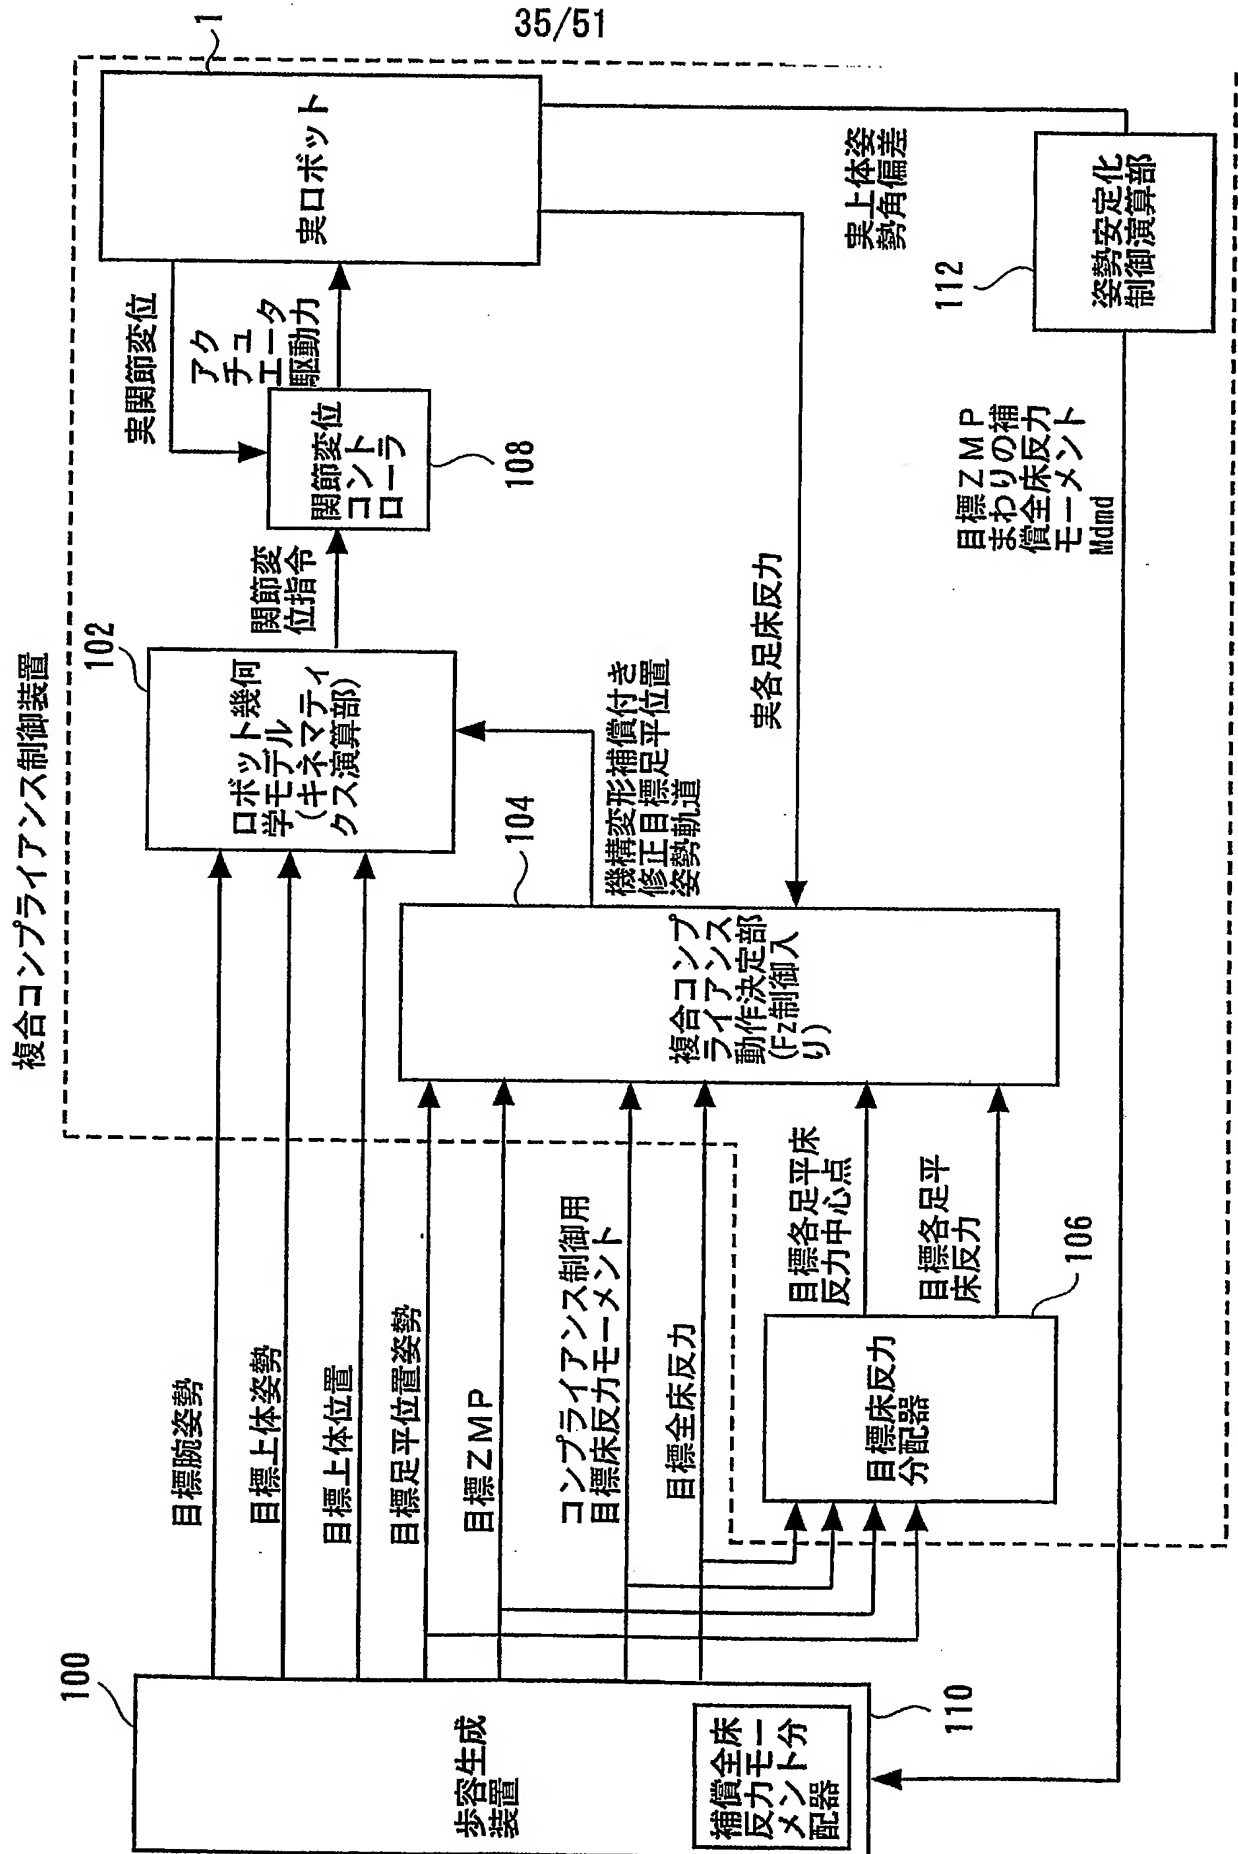 35/51
複合コンプライアンス制御装置
100
歩容生成
装置
補償全床
反力モー
メント分
配器
110
目標腕姿勢
目標上体姿勢
目標上体位置
目標足平位置姿勢
目標ZMP
コンプライアンス制御用
目標床反力モーメント
目標全床反力
目標床反力
分配器
106
目標各足平床
反力中心点
目標各足平
床反力
102
ロボット幾何
学モデル
(キネマティ
クス演算部)
104
複合コンプ
ライアンス
動作決定部
(Fz制御入
り)
機構変形補償付き
修正目標足平位置
姿勢軌道
関節変
位指令
関節変位
コント
ローラ
108
実関節変位
アク
チュ
エータ
駆動力
実ロボット
1
実各足床反力
実上体姿
勢角偏差
112
姿勢安定化
制御演算部
目標ZMP
まわりの補
償全床反力
モーメント
Mdmd